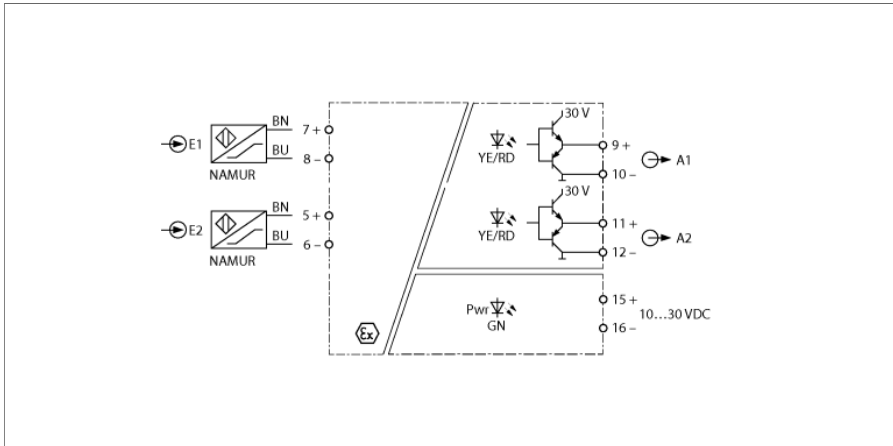 E1
BN
7 +
BU
8 –
NAMUR
E2
BN
5 +
BU
6 –
NAMUR
Ex
30 V
YE/RD
9 +
10 –
A1
30 V
YE/RD
11 +
12 –
A2
Pwr
GN
15 +
16 –
10...30 VDC